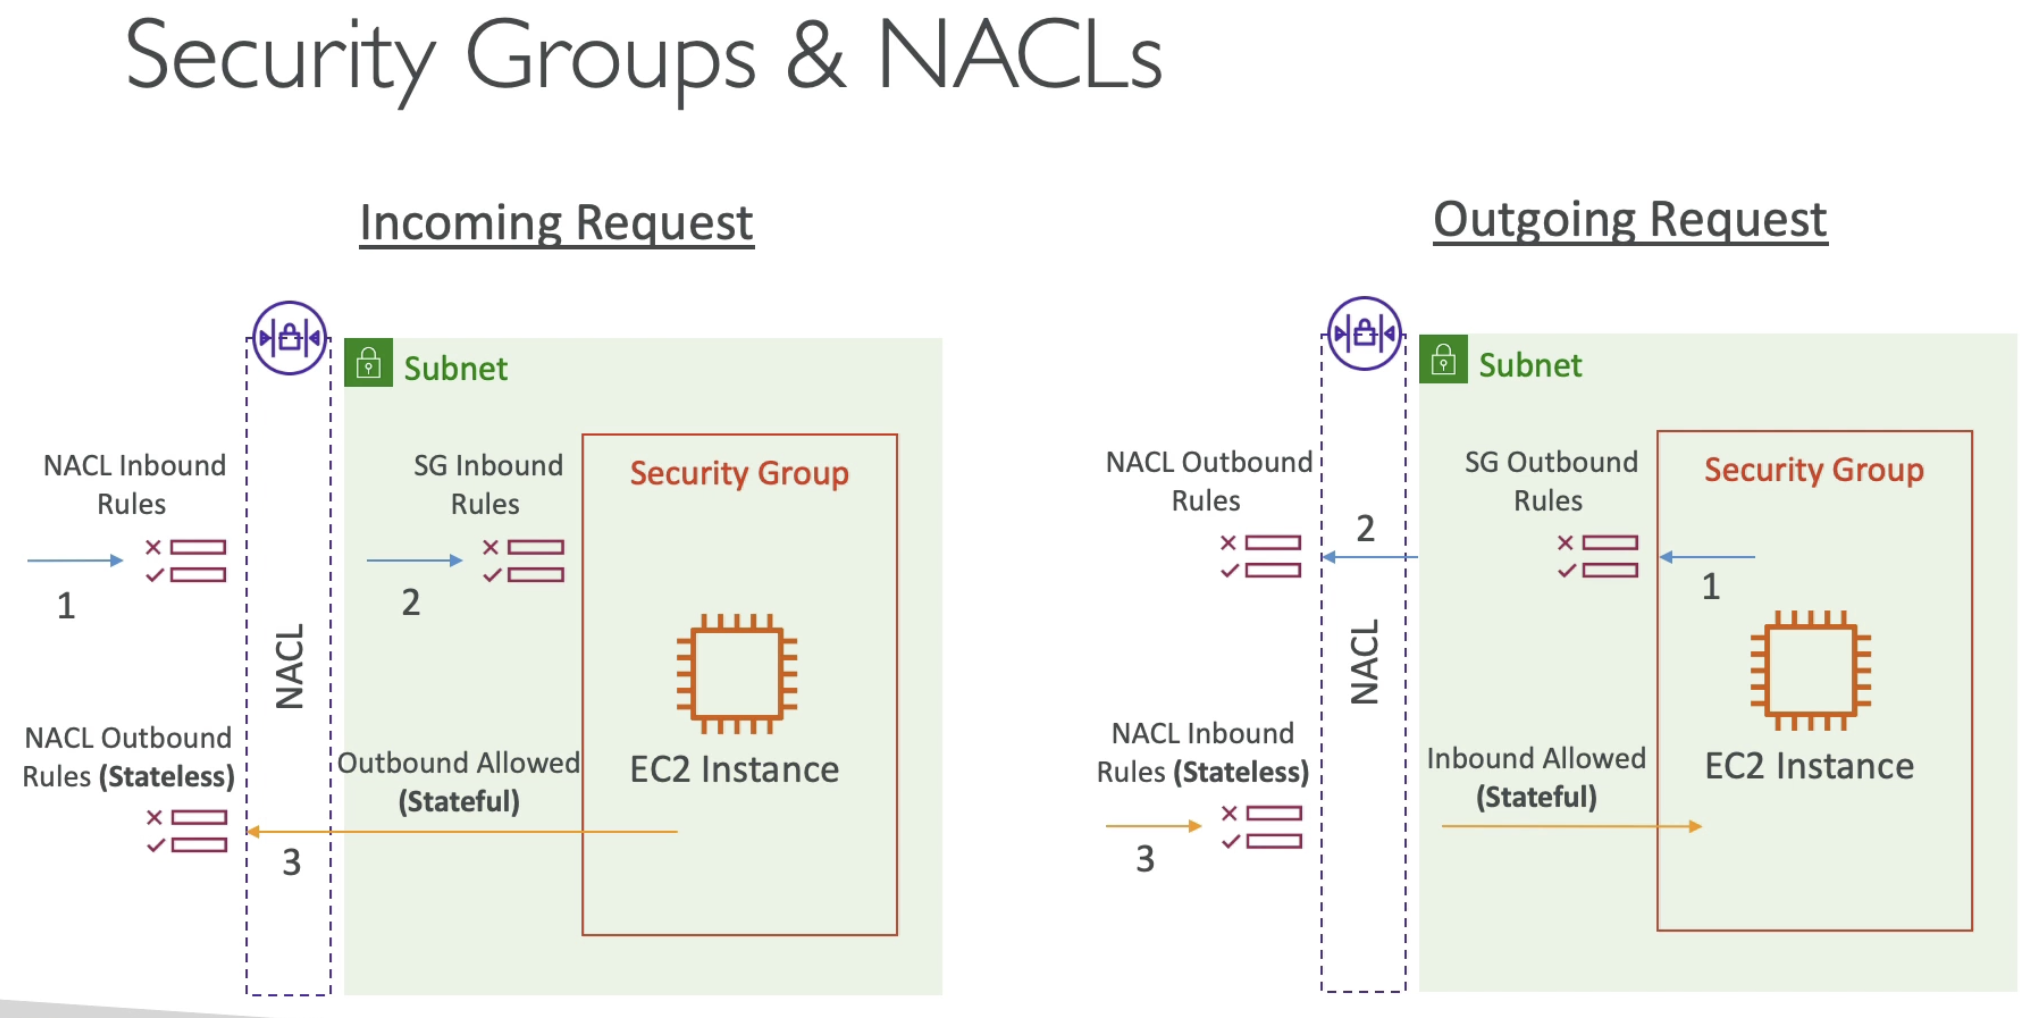 Security Groups & NACLs
Incoming Request
Subnet
NACL Inbound
Rules
SG Inbound
Rules
Security Group
1
2
NACL
NACL Outbound
Rules (Stateless)
Outbound Allowed
(Stateful)
EC2 Instance
3
Outgoing Request
Subnet
NACL Outbound
Rules
SG Outbound
Rules
Security Group
2
1
NACL
NACL Inbound
Rules (Stateless)
Inbound Allowed
(Stateful)
EC2 Instance
3